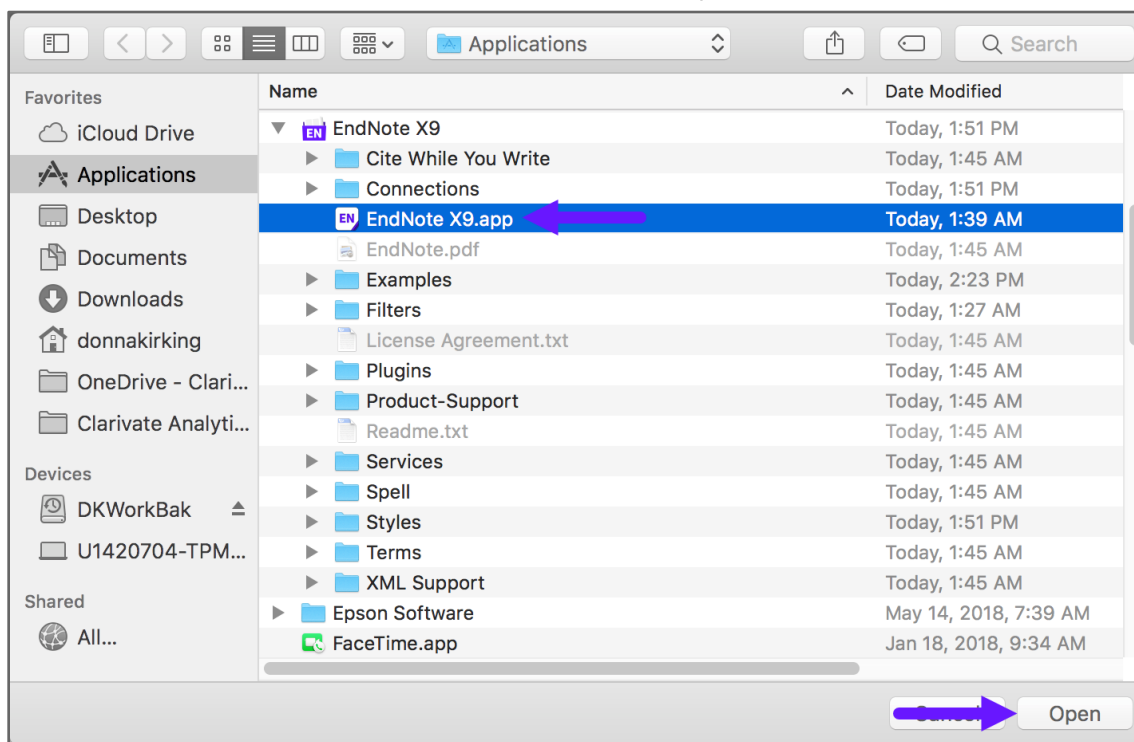 Applications
Search
Favorites
iCloud Drive
Applications
Desktop
Documents
Downloads
donnakirking
OneDrive - Clari...
Clarivate Analyti...
Devices
DKWorkBak
U1420704-TPM...
Shared
All...
Name Date Modified
EN EndNote X9 Today, 1:51 PM
Cite While You Write Today, 1:45 AM
Connections Today, 1:51 PM
EN EndNote X9.app Today, 1:39 AM
EndNote.pdf Today, 1:45 AM
Examples Today, 2:23 PM
Filters Today, 1:27 AM
License Agreement.txt Today, 1:45 AM
Plugins Today, 1:45 AM
Product-Support Today, 1:45 AM
Readme.txt Today, 1:45 AM
Services Today, 1:45 AM
Spell Today, 1:45 AM
Styles Today, 1:51 PM
Terms Today, 1:45 AM
XML Support Today, 1:45 AM
Epson Software May 14, 2018, 7:39 AM
FaceTime.app Jan 18, 2018, 9:34 AM
Open